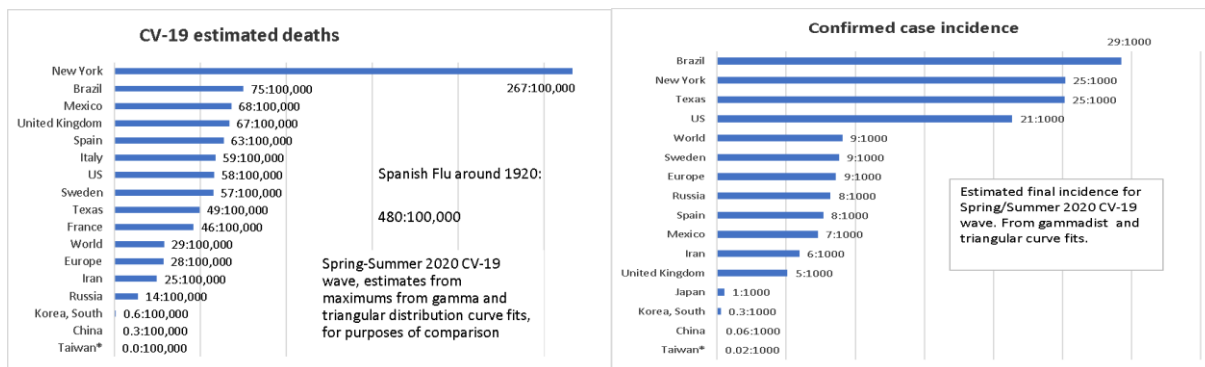 CV-19 estimated deaths
New York
267:100,000
Brazil
75:100,000
Mexico
68:100,000
United Kingdom
67:100,000
Spain
63:100,000
Italy
59:100,000
US
58:100,000
Sweden
57:100,000
Texas
49:100,000
France
46:100,000
World
29:100,000
Europe
28:100,000
Iran
25:100,000
Russia
14:100,000
Korea, South
0.6:100,000
China
0.3:100,000
Taiwan*
0.0:100,000
Spanish Flu around 1920:
480:100,000
Spring-Summer 2020 CV-19
wave, estimates from
maximums from gamma and
triangular distribution curve fits,
for purposes of comparison
Confirmed case incidence
Brazil
29:1000
New York
25:1000
Texas
25:1000
US
21:1000
World
9:1000
Sweden
9:1000
Europe
9:1000
Russia
8:1000
Spain
8:1000
Mexico
7:1000
Iran
6:1000
United Kingdom
5:1000
Japan
1:1000
Korea, South
0.3:1000
China
0.06:1000
Taiwan*
0.02:1000
Estimated final incidence for
Spring/Summer 2020 CV-19
wave. From gammadist and
triangular curve fits.